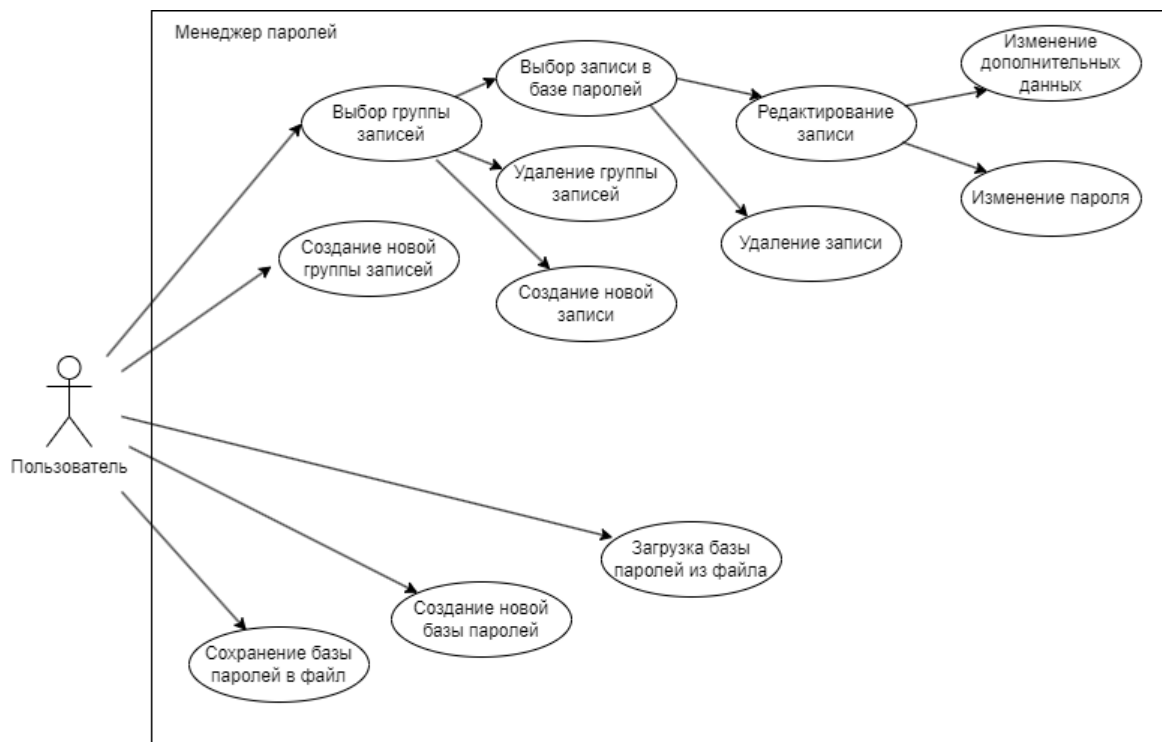 Менеджер паролей
Изменение
дополнительных
данных
Выбор записи в
базе паролей
Выбор группы
записей
Редактирование
записи
Удаление группы
записей
Изменение пароля
Создание новой
группы записей
Удаление записи
Создание новой
записи
Пользователь
Загрузка базы
паролей из файла
Создание новой
базы паролей
Сохранение базы
паролей в файл